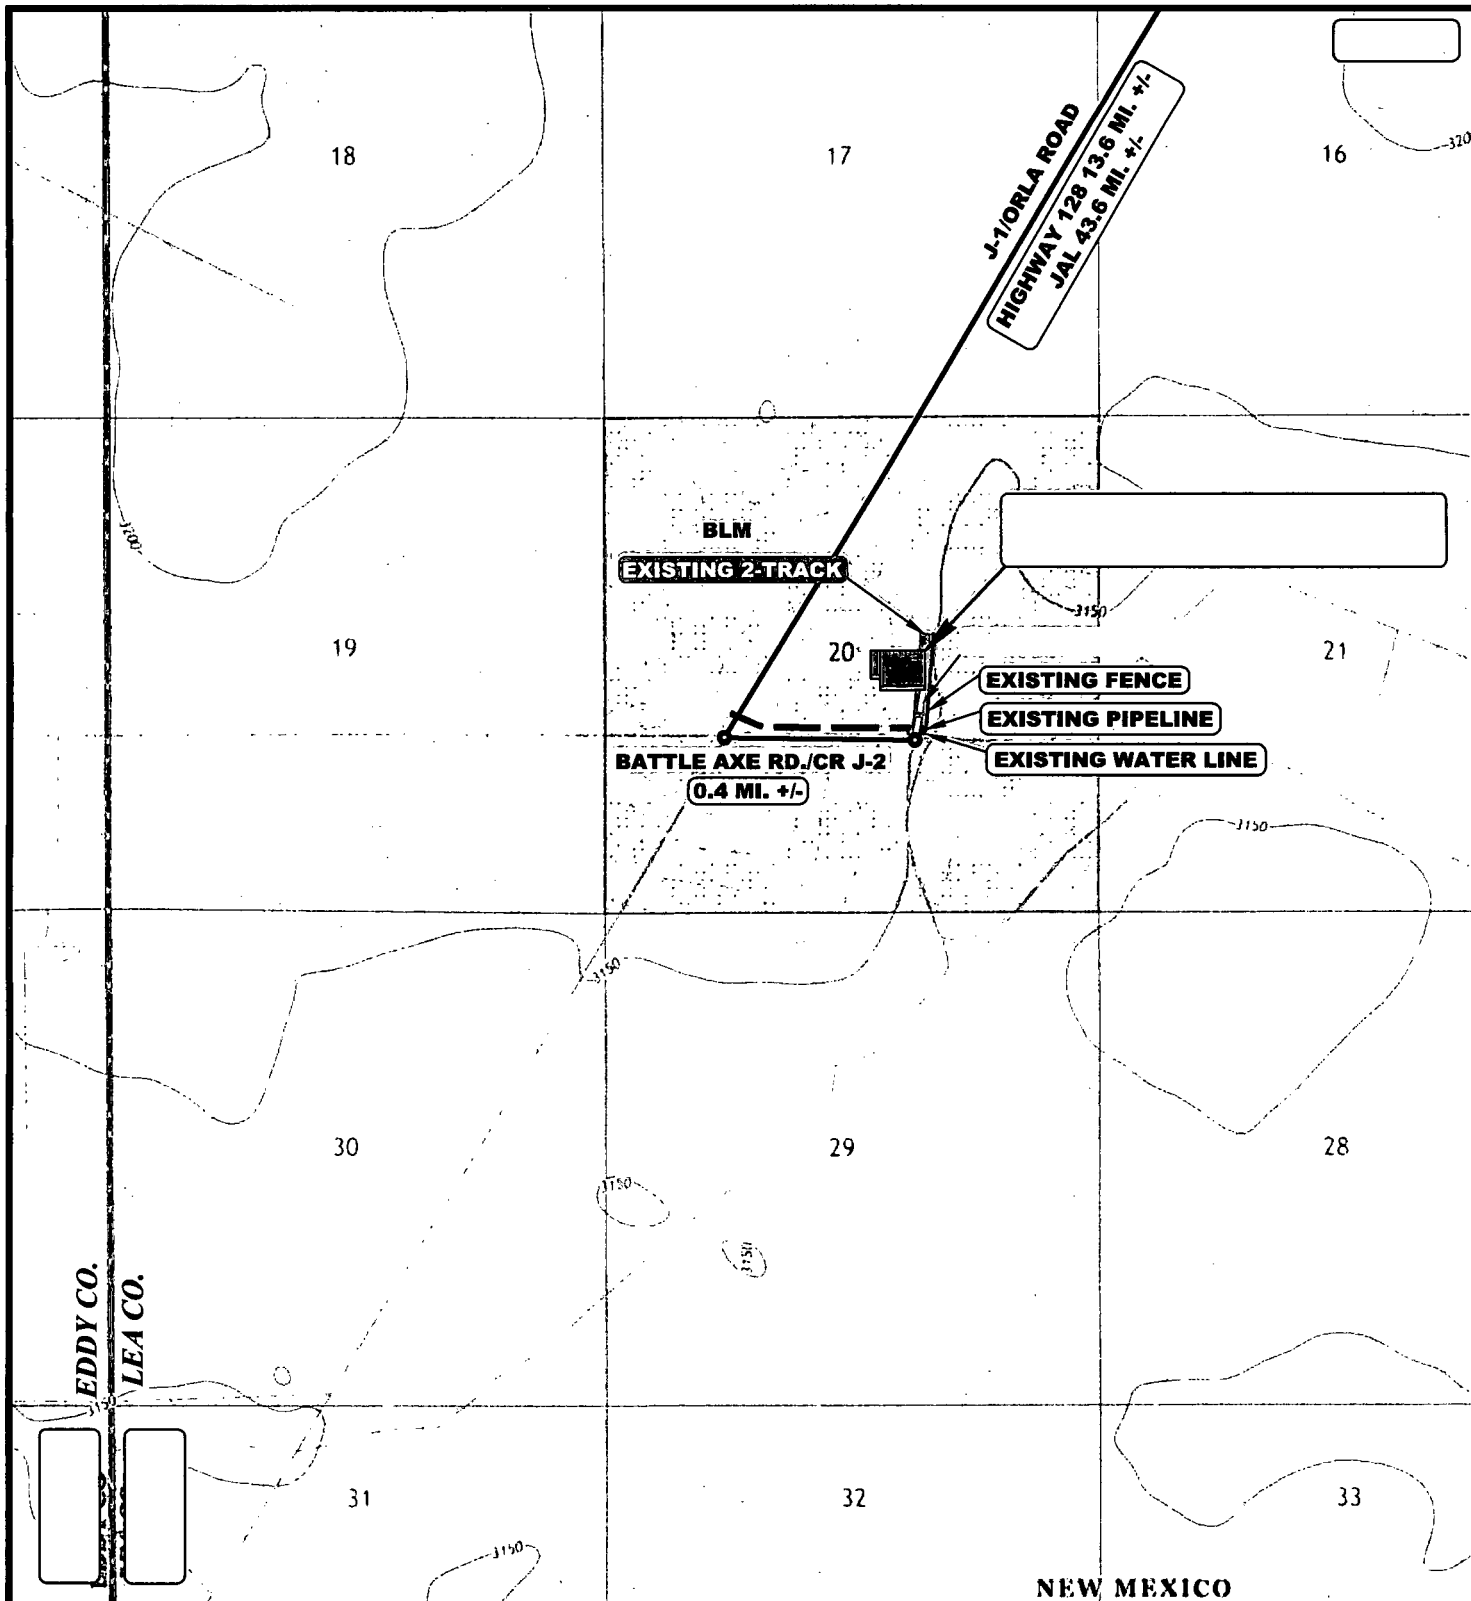 18
17
16
320
J-1/ORLA ROAD
HIGHWAY 128 13.6 MI. +/-
JAL 43.6 MI. +/-
3200
BLM
EXISTING 2-TRACK
3150
19
20
21
EXISTING FENCE
EXISTING PIPELINE
EXISTING WATER LINE
BATTLE AXE RD./CR J-2
0.4 MI. +/-
3150
3150
30
29
28
3150
3150
EDDY CO.
LEA CO.
31
32
33
3150
NEW MEXICO